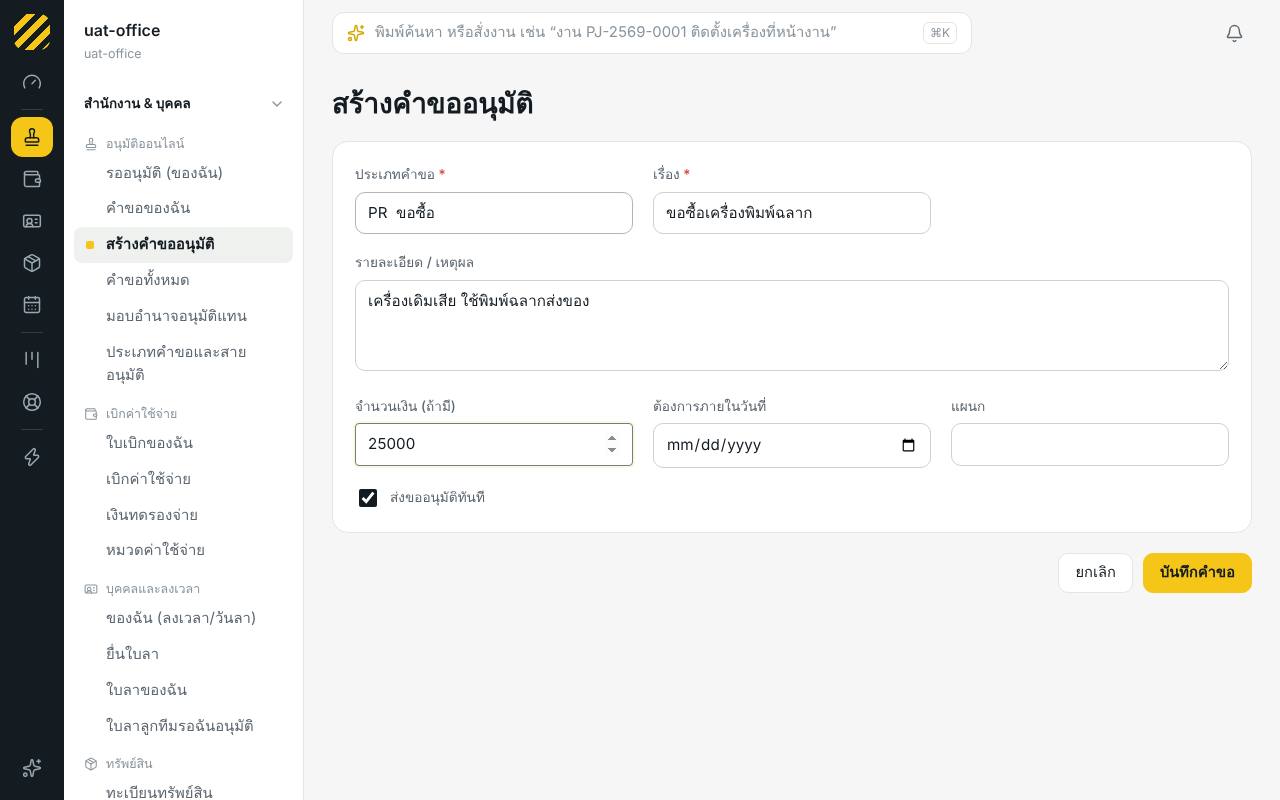 uat-office
uat-office
สำนักงาน & บุคคล
อนุมัติออนไลน์
รออนุมัติ (ของฉัน)
คำขอของฉัน
สร้างคำขออนุมัติ
คำขอทั้งหมด
มอบอำนาจอนุมัติแทน
ประเภทคำขอและสาย
อนุมัติ
เบิกค่าใช้จ่าย
ใบเบิกของฉัน
เบิกค่าใช้จ่าย
เงินทดรองจ่าย
หมวดค่าใช้จ่าย
บุคคลและลงเวลา
ของฉัน (ลงเวลา/วันลา)
ยื่นใบลา
ใบลาของฉัน
ใบลาลูกทีมรอฉันอนุมัติ
ทรัพย์สิน
ทะเบียนทรัพย์สิน
พิมพ์ค้นหา หรือสั่งงาน เช่น “งาน PJ-2569-0001 ติดตั้งเครื่องที่หน้างาน” ⌘K
สร้างคำขออนุมัติ
ประเภทคำขอ * เรื่อง *
PR ขอซื้อ ขอซื้อเครื่องพิมพ์ฉลาก
รายละเอียด / เหตุผล
เครื่องเดิมเสีย ใช้พิมพ์ฉลากส่งของ
จำนวนเงิน (ถ้ามี) ต้องการภายในวันที่ แผนก
25000 mm/dd/yyyy
ส่งขออนุมัติทันที
ยกเลิก บันทึกคำขอ